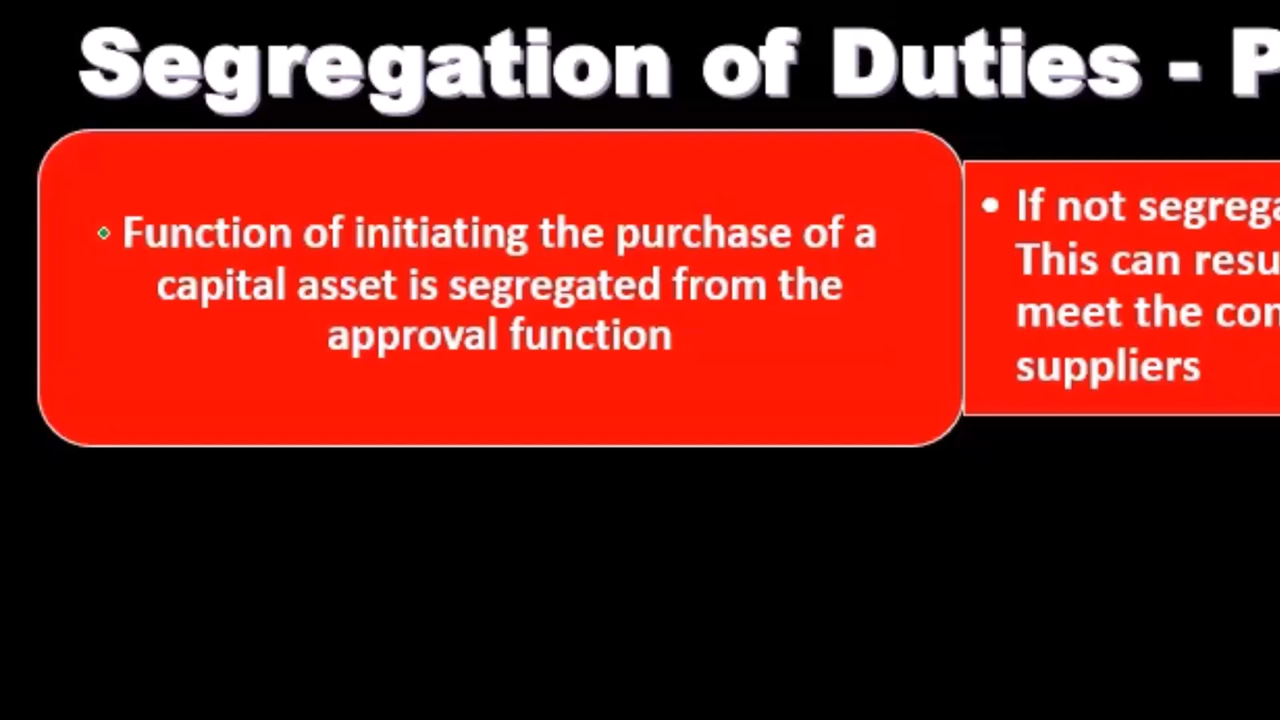 Segregation of Duties - P
Function of initiating the purchase of a
capital asset is segregated from the
approval function
• If not segrega
This can resu
meet the con
suppliers